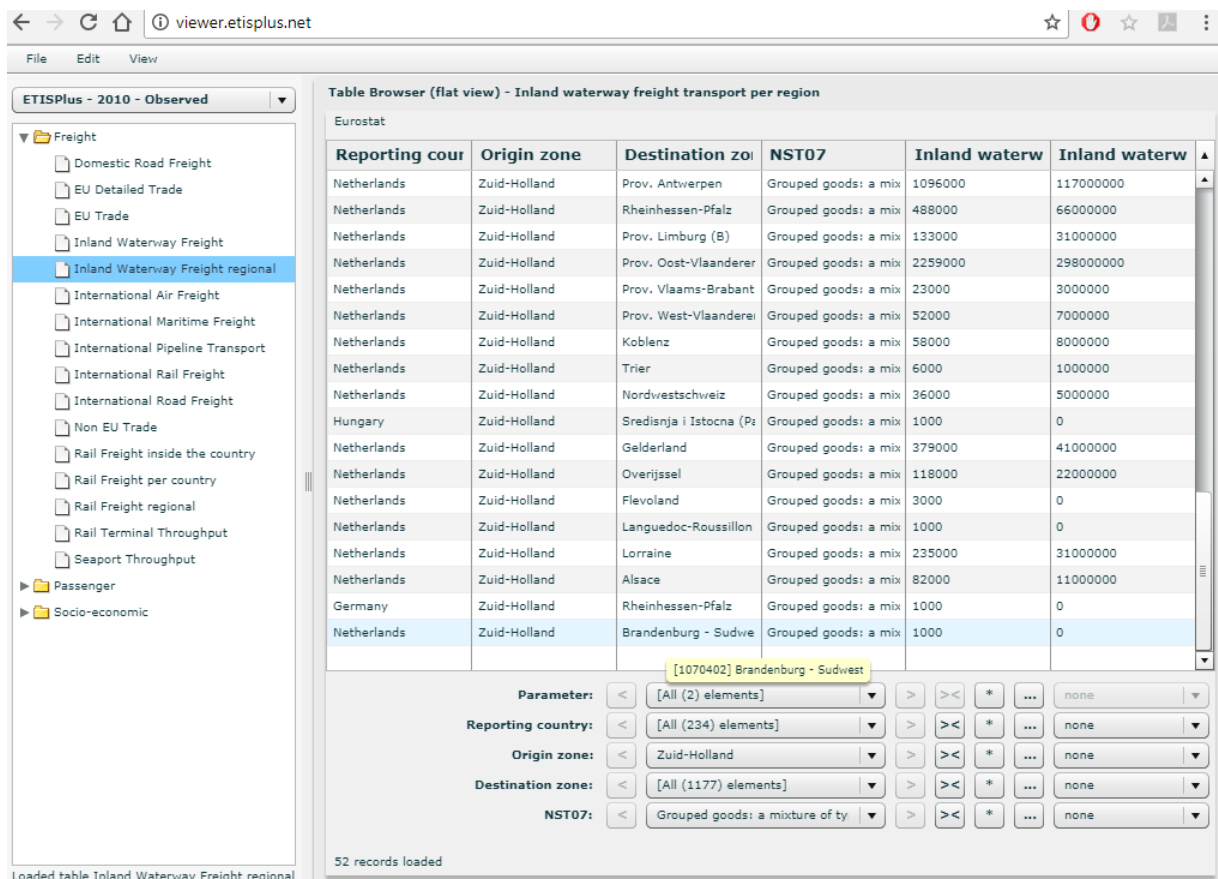 viewer.etisplus.net
File Edit View
ETISPlus - 2010 - Observed
Freight
Domestic Road Freight
EU Detailed Trade
EU Trade
Inland Waterway Freight
Inland Waterway Freight regional
International Air Freight
International Maritime Freight
International Pipeline Transport
International Rail Freight
International Road Freight
Non EU Trade
Rail Freight inside the country
Rail Freight per country
Rail Freight regional
Rail Terminal Throughput
Seaport Throughput
Passenger
Socio-economic
Loaded table Inland Waterway Freight regional
Table Browser (flat view) - Inland waterway freight transport per region
Eurostat
Reporting cour Origin zone Destination zo NST07 Inland waterw Inland waterw
Netherlands Zuid-Holland Prov. Antwerpen Grouped goods: a mix 1096000 117000000
Netherlands Zuid-Holland Rheinhessen-Pfalz Grouped goods: a mix 488000 66000000
Netherlands Zuid-Holland Prov. Limburg (B) Grouped goods: a mix 133000 31000000
Netherlands Zuid-Holland Prov. Oost-Vlaanderer Grouped goods: a mix 2259000 298000000
Netherlands Zuid-Holland Prov. Vlaams-Brabant Grouped goods: a mix 23000 3000000
Netherlands Zuid-Holland Prov. West-Vlaanderer Grouped goods: a mix 52000 7000000
Netherlands Zuid-Holland Koblenz Grouped goods: a mix 58000 8000000
Netherlands Zuid-Holland Trier Grouped goods: a mix 6000 1000000
Netherlands Zuid-Holland Nordwestschweiz Grouped goods: a mix 36000 5000000
Hungary Zuid-Holland Sredisnja i Istocna (Pa Grouped goods: a mix 1000 0
Netherlands Zuid-Holland Gelderland Grouped goods: a mix 379000 41000000
Netherlands Zuid-Holland Overijssel Grouped goods: a mix 118000 22000000
Netherlands Zuid-Holland Flevoland Grouped goods: a mix 3000 0
Netherlands Zuid-Holland Languedoc-Roussillon Grouped goods: a mix 1000 0
Netherlands Zuid-Holland Lorraine Grouped goods: a mix 235000 31000000
Netherlands Zuid-Holland Alsace Grouped goods: a mix 82000 11000000
Germany Zuid-Holland Rheinhessen-Pfalz Grouped goods: a mix 1000 0
Netherlands Zuid-Holland Brandenburg - Sudwe Grouped goods: a mix 1000 0
[1070402] Brandenburg - Sudwest
Parameter: < [All (2) elements] > >< * ... none
Reporting country: < [All (234) elements] > >< * ... none
Origin zone: < Zuid-Holland > >< * ... none
Destination zone: < [All (1177) elements] > >< * ... none
NST07: < Grouped goods: a mixture of ty > >< * ... none
52 records loaded